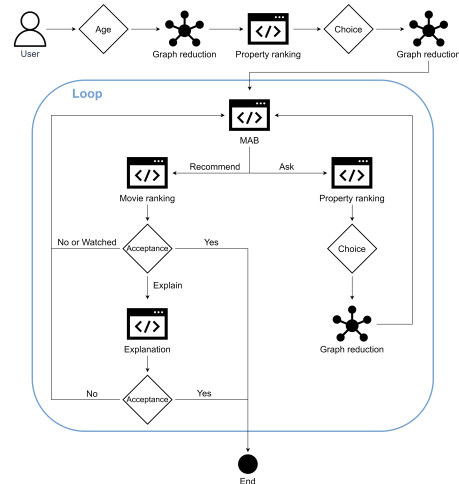 Age
Choice
User
Graph reduction
Property ranking
Graph reduction
Loop
</>
MAB
Recommend
Ask
</>
</>
</>
Movie ranking
Property ranking
No or Watched
Acceptance
Yes
Choice
Explain
</>
Explanation
Graph reduction
No
Acceptance
Yes
End